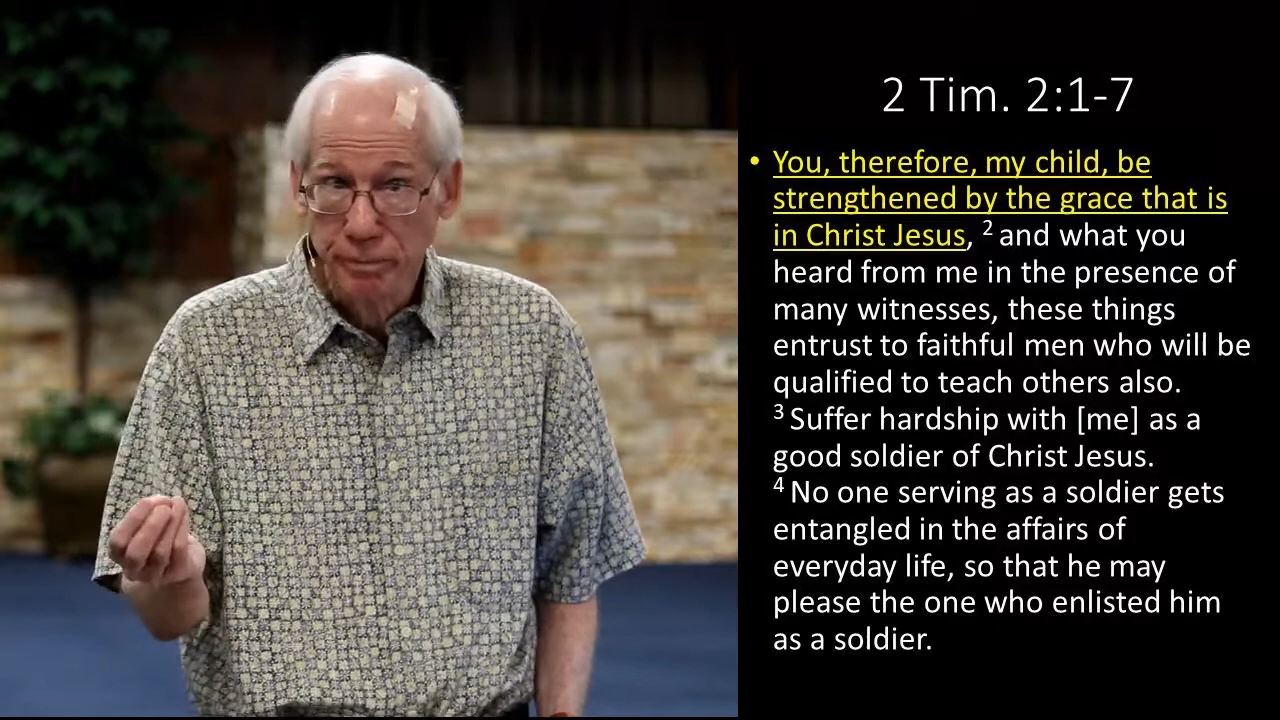 2 Tim. 2:1-7
• You, therefore, my child, be
strengthened by the grace that is
in Christ Jesus, 2 and what you
heard from me in the presence of
many witnesses, these things
entrust to faithful men who will be
qualified to teach others also.
3 Suffer hardship with [me] as a
good soldier of Christ Jesus.
4 No one serving as a soldier gets
entangled in the affairs of
everyday life, so that he may
please the one who enlisted him
as a soldier.